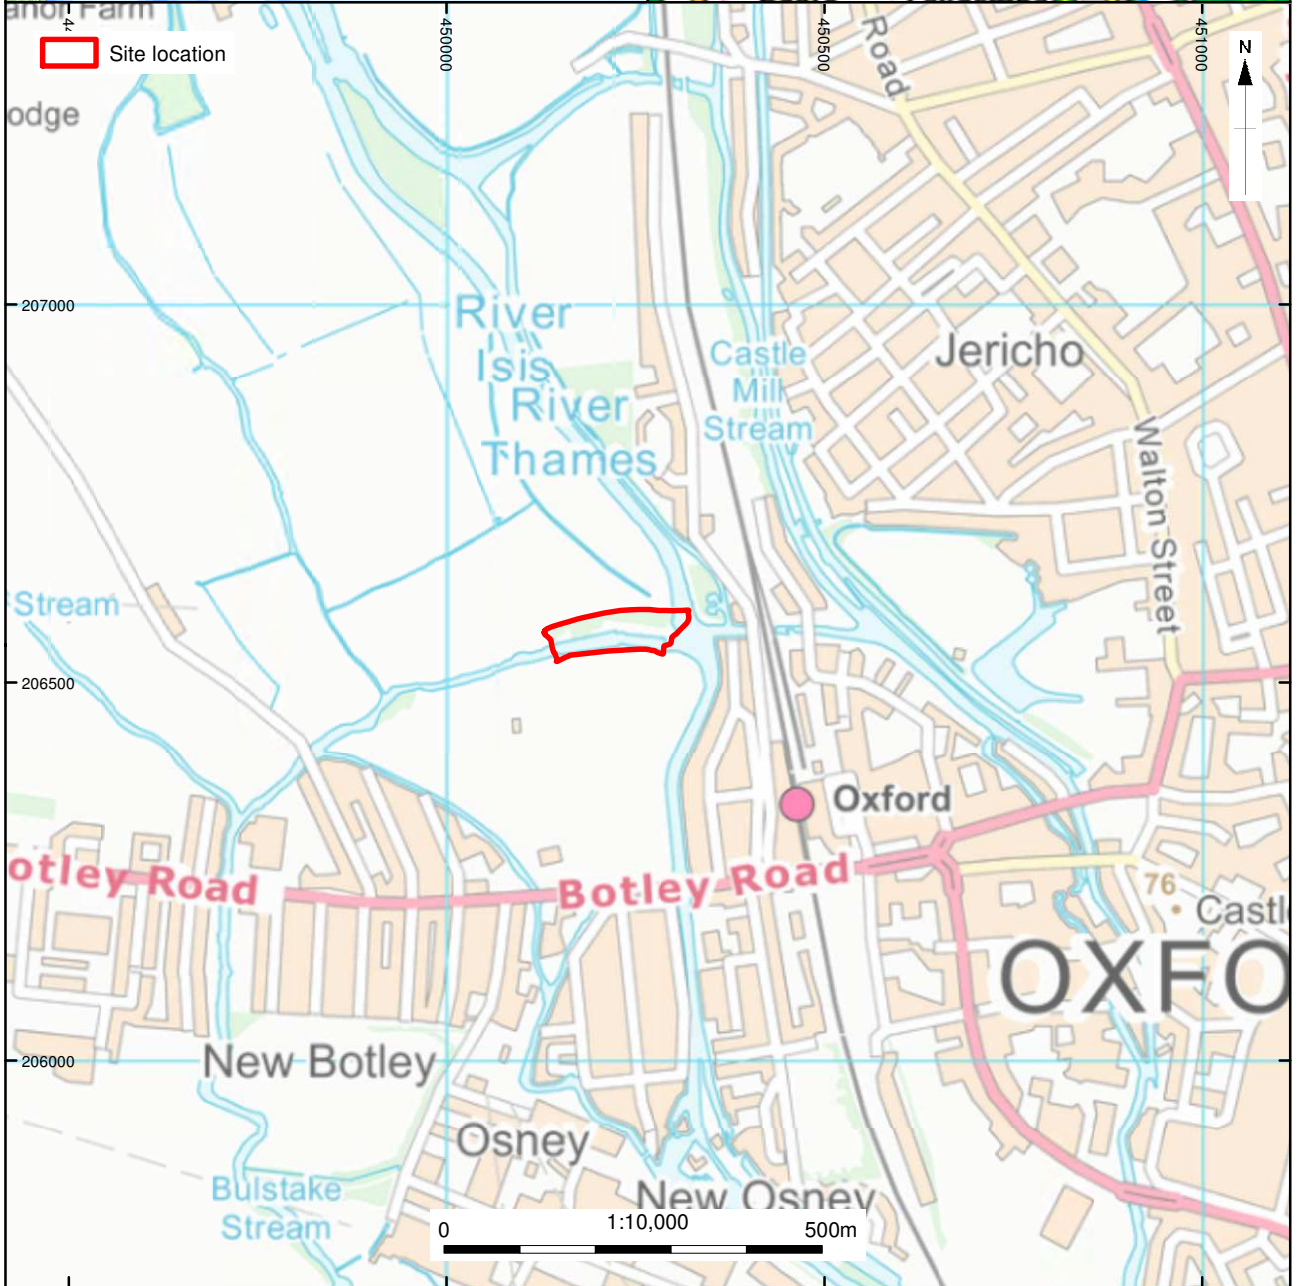 anor Farm
Site location
450000
450500
Road
451000
N
odge
207000
River
Isis
River
Thames
Castle
Mill
Stream
Jericho
Walton Street
Stream
206500
Oxford
otley Road
Botley Road
76
Castl
OXFO
206000
New Botley
Osney
New Osney
Bulstake
Stream
0
1:10,000
500m